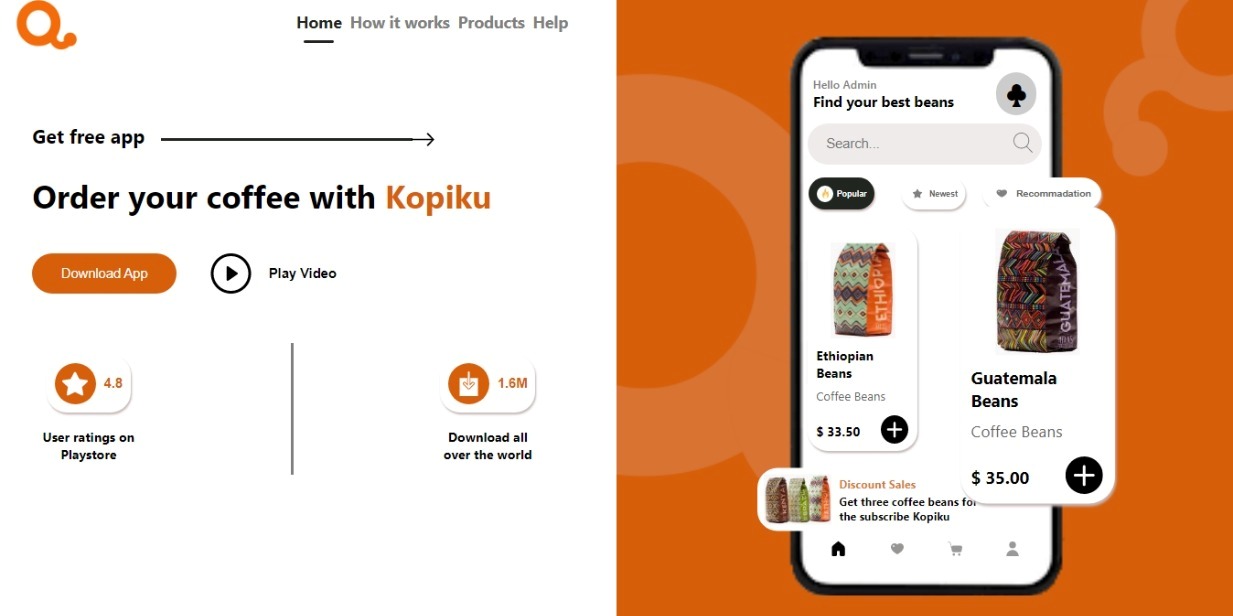 Home How it works Products Help
Get free app
Order your coffee with Kopiku
Download App
Play Video
4.8
1.6M
User ratings on
Playstore
Download all
over the world
Hello Admin
Find your best beans
Search...
Popular
Newest
Recommadation
ETHIOPI
GUATEMALA
Ethiopian
Beans
Coffee Beans
$ 33.50
Guatemala
Beans
Coffee Beans
$ 35.00
Discount Sales
Get three coffee beans for
the subscribe Kopiku